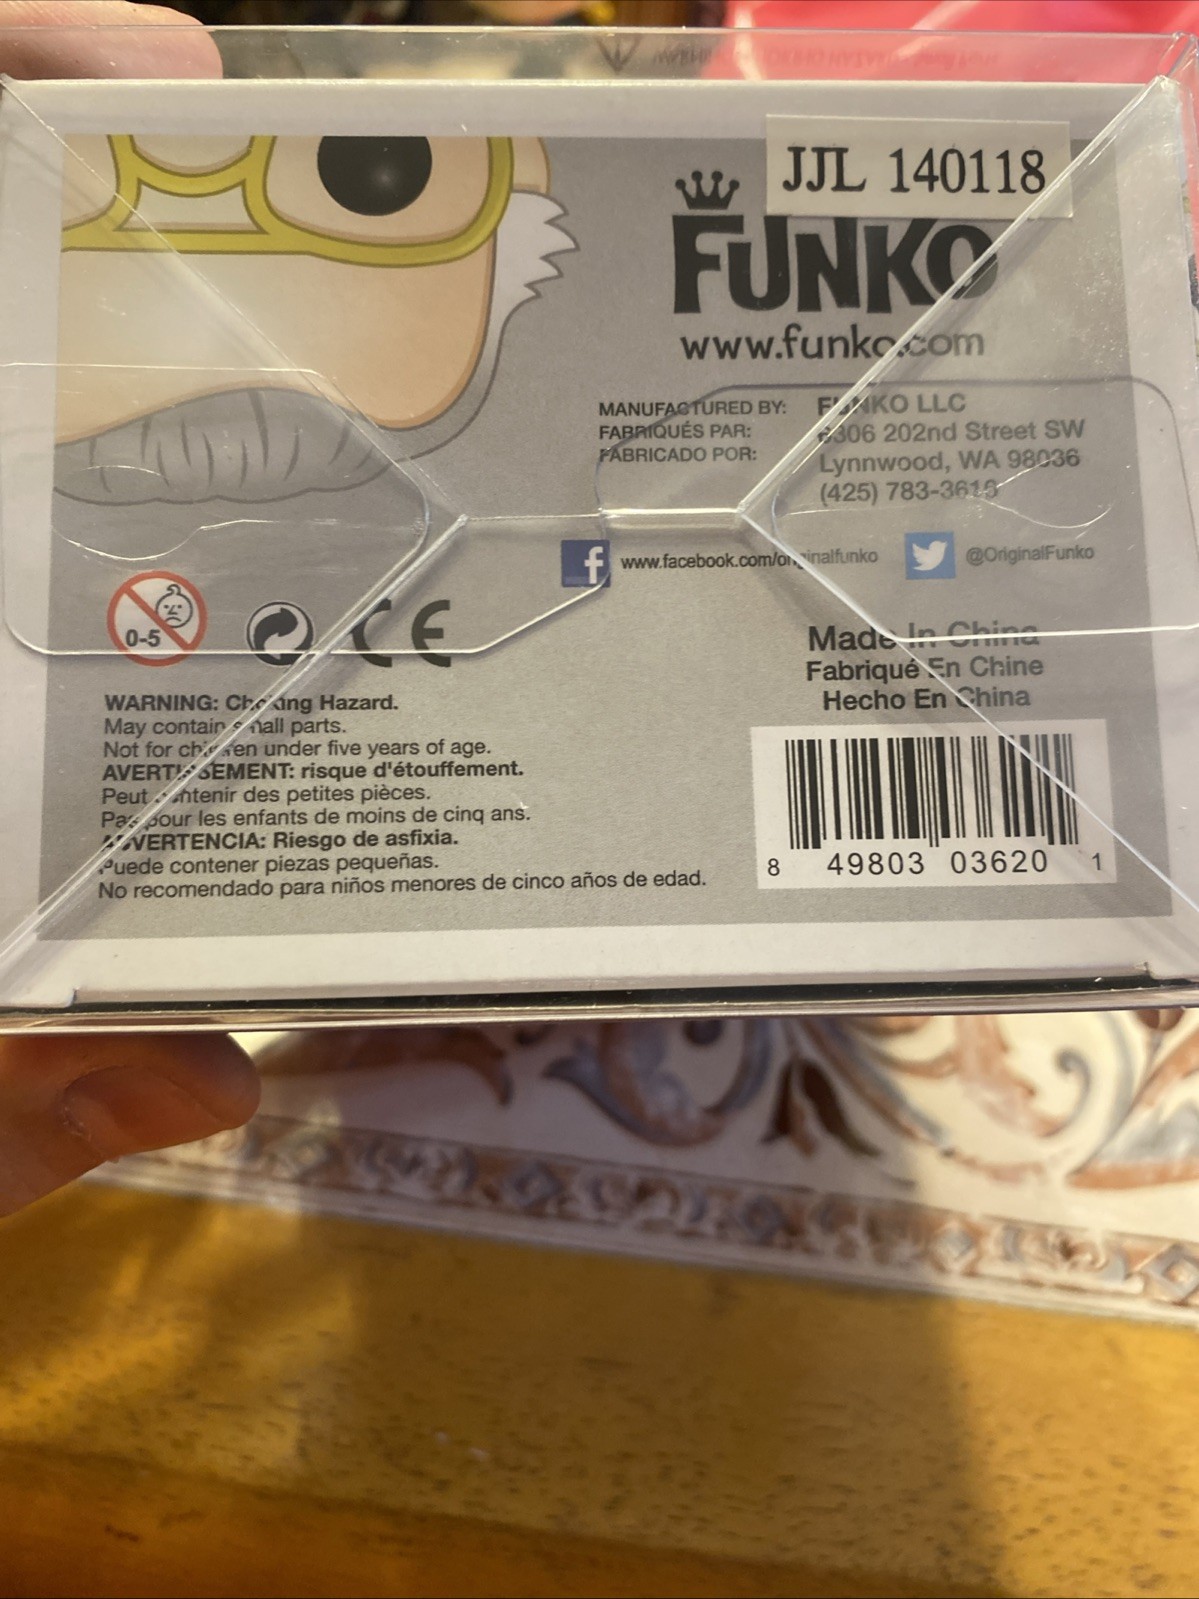 JJL 140118
FUNKO
www.funko.com
MANUFACTURED BY: FUNKO LLC
FABRIQUÉS PAR: 6306 202nd Street SW
FABRICADO POR: Lynnwood, WA 98036
(425) 783-3616
f www.facebook.com/originalfunko @OriginalFunko
0-5 CE
Made In China
Fabriqué En Chine
Hecho En China
WARNING: Choking Hazard.
May contain small parts.
Not for children under five years of age.
AVERTISSEMENT: risque d'étouffement.
Peut contenir des petites pièces.
Pas pour les enfants de moins de cinq ans.
ADVERTENCIA: Riesgo de asfixia.
Puede contener piezas pequeñas.
No recomendado para niños menores de cinco años de edad.
8 49803 03620 1